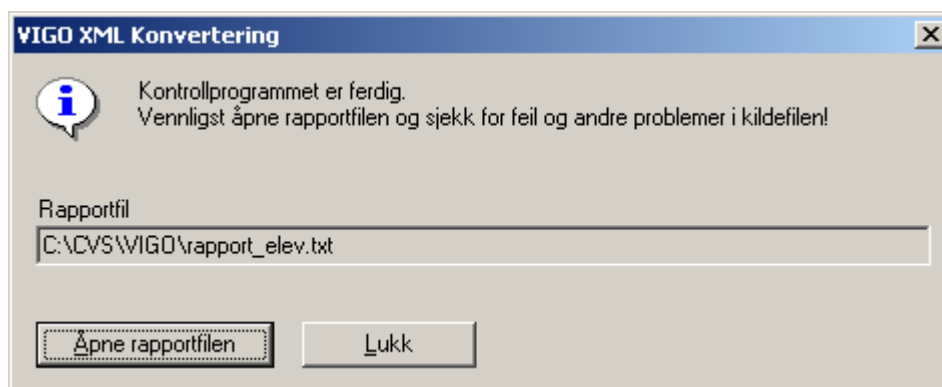 VIGO XML Konvertering
Kontrollprogrammet er ferdig.
Vennligst åpne rapportfilen og sjekk for feil og andre problemer i kildefilen!
Rapportfil
C:\CVS\VIGO\rapport_elev.txt
Åpne rapportfilen
Lukk